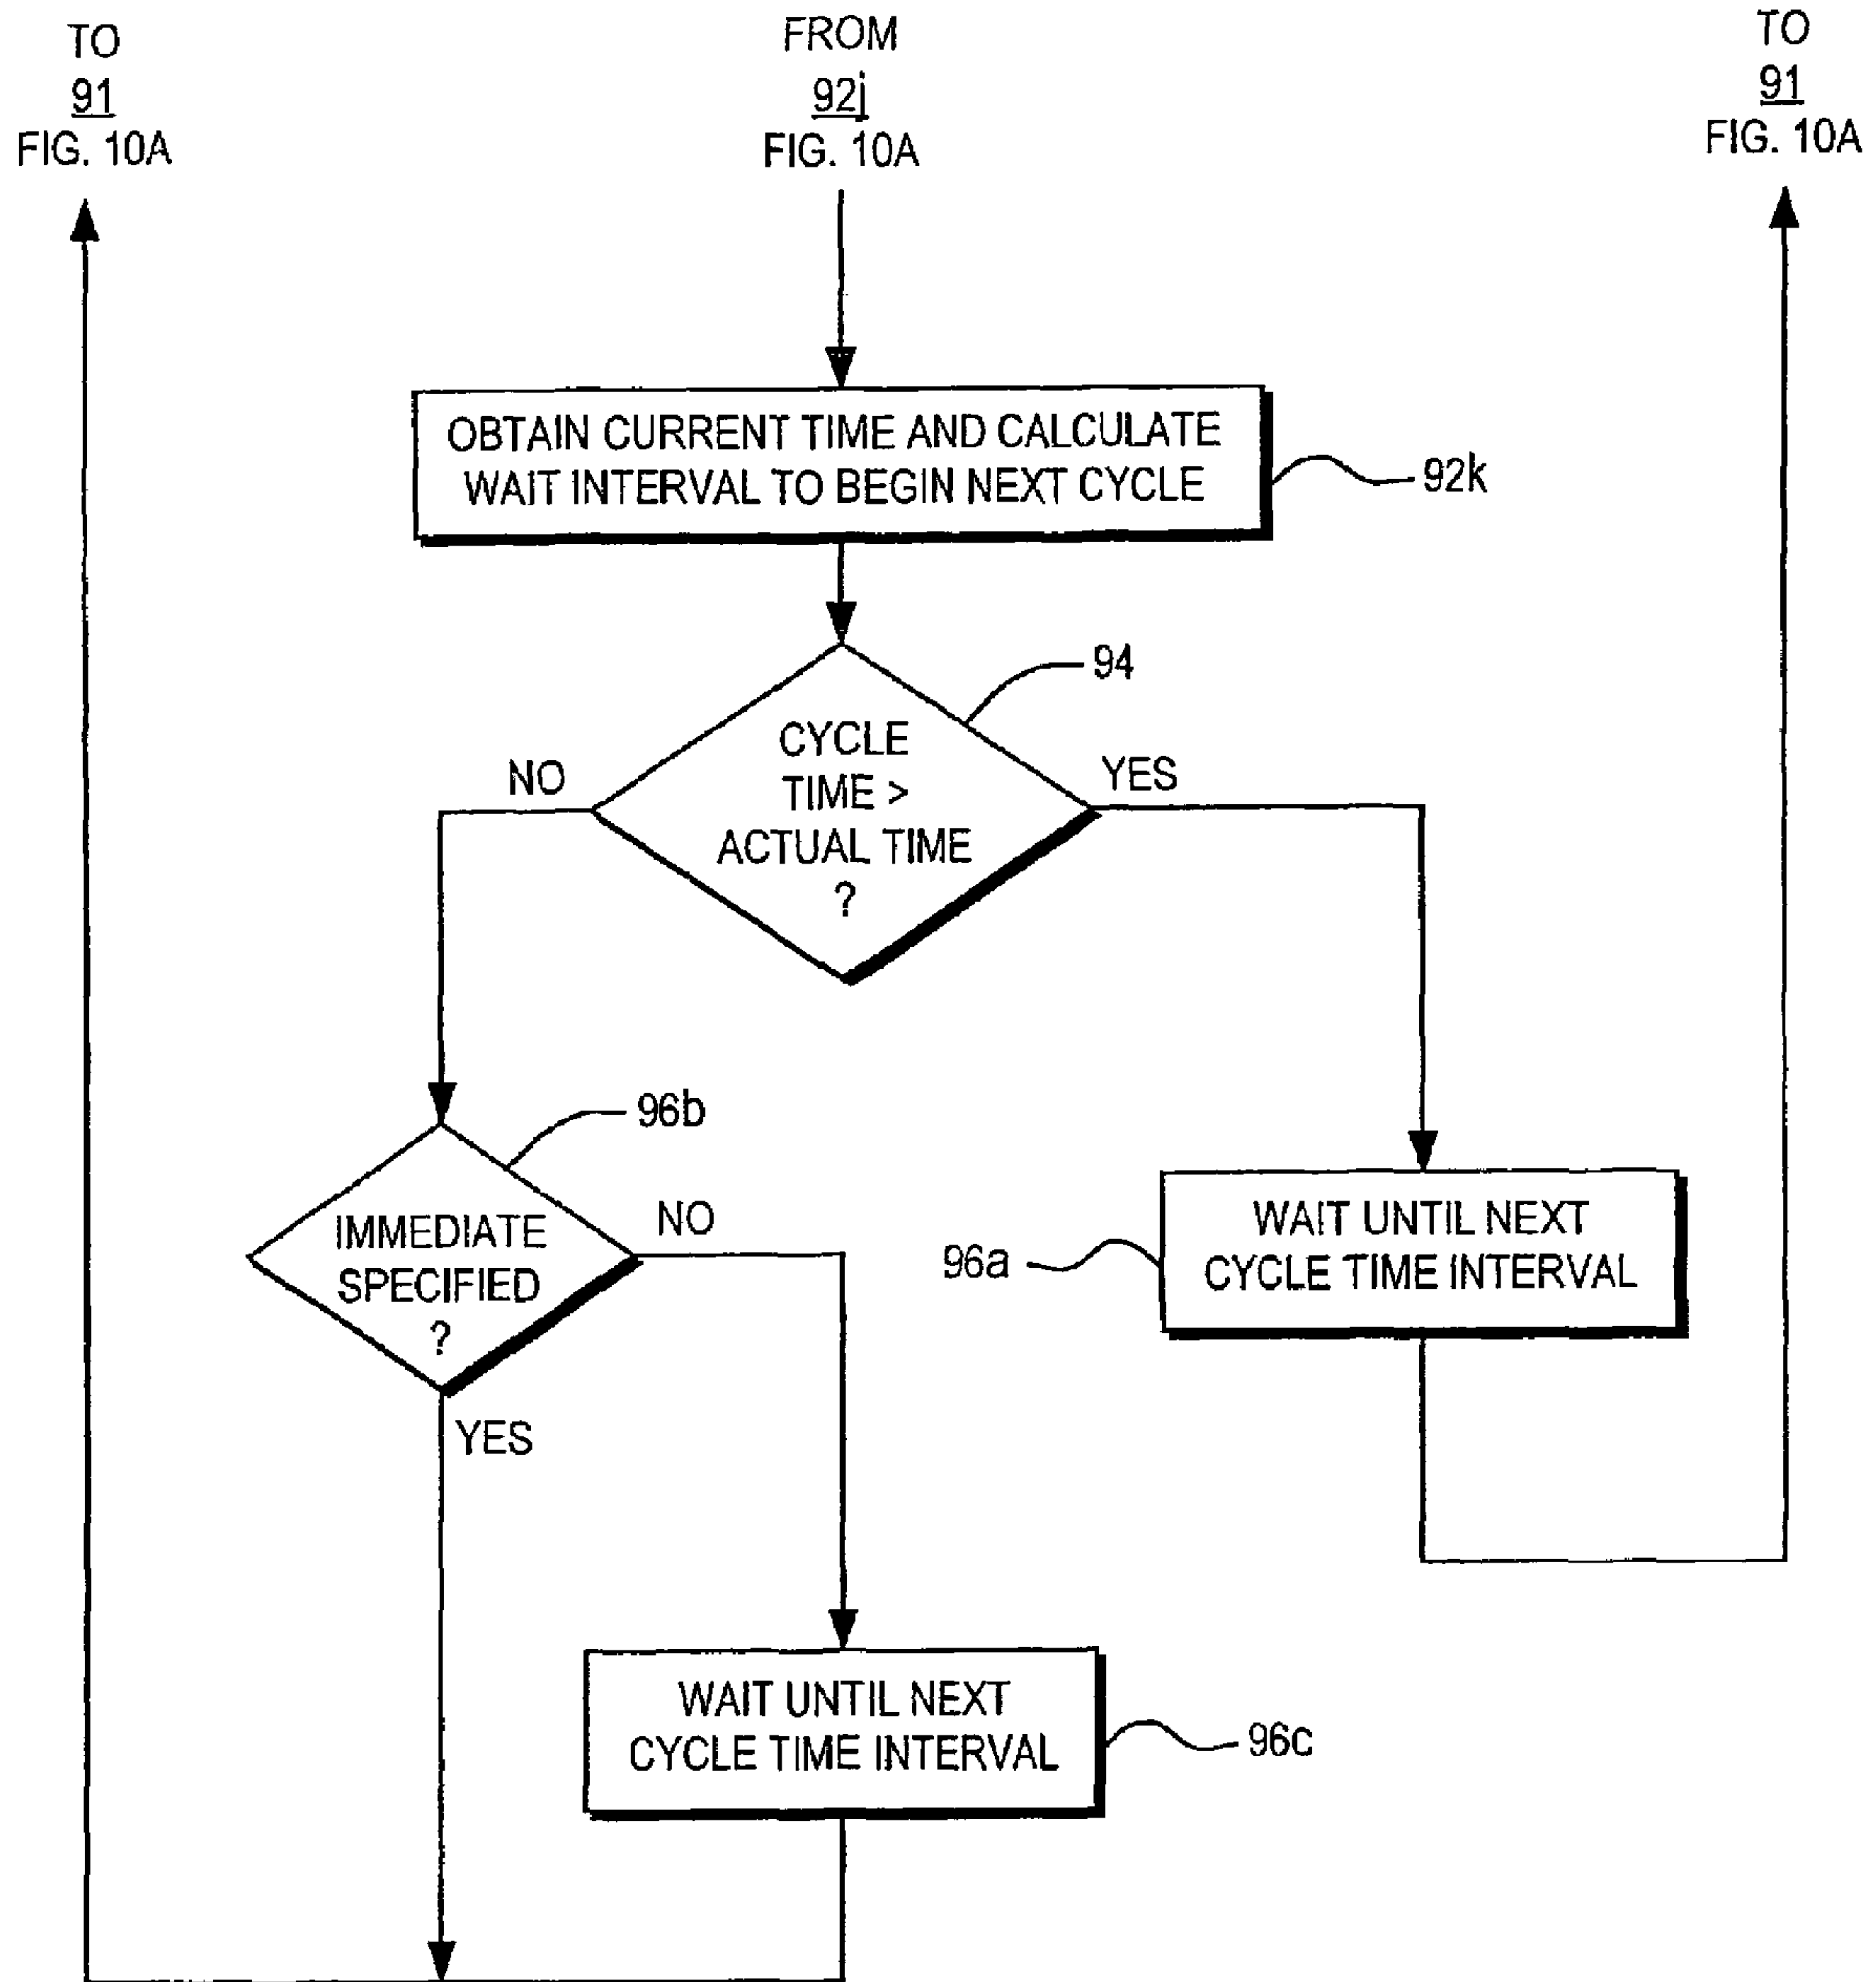 TO
91
FIG. 10A
FROM
92j
FIG. 10A
TO
91
FIG. 10A
OBTAIN CURRENT TIME AND CALCULATE
WAIT INTERVAL TO BEGIN NEXT CYCLE
92k
94
CYCLE
TIME >
ACTUAL TIME
?
NO
YES
96b
IMMEDIATE
SPECIFIED
?
NO
YES
WAIT UNTIL NEXT
CYCLE TIME INTERVAL
96a
WAIT UNTIL NEXT
CYCLE TIME INTERVAL
96c